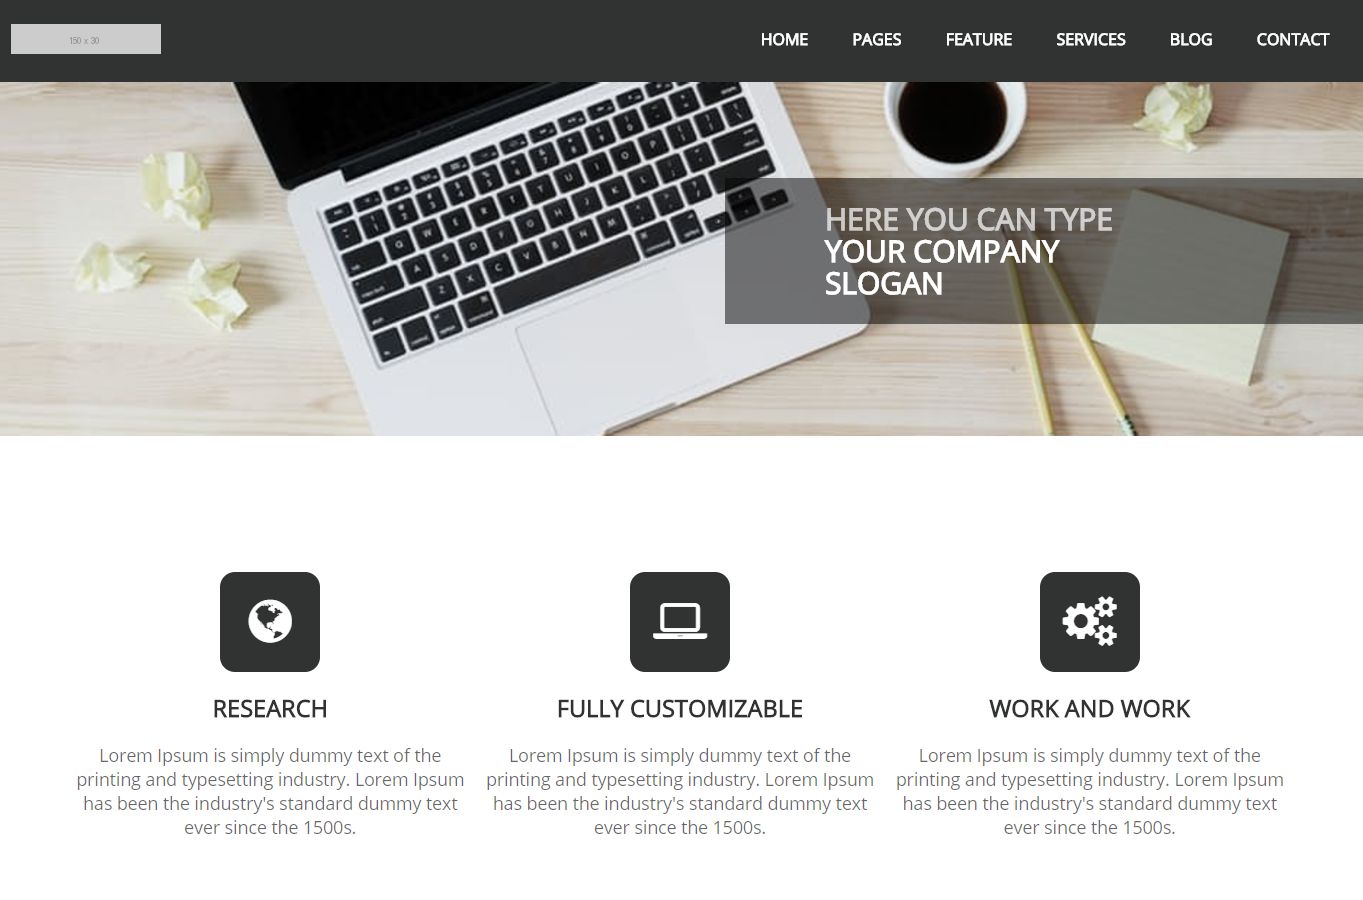 150 x 30
HOME PAGES FEATURE SERVICES BLOG CONTACT
HERE YOU CAN TYPE
YOUR COMPANY
SLOGAN
RESEARCH
Lorem Ipsum is simply dummy text of the
printing and typesetting industry. Lorem Ipsum
has been the industry's standard dummy text
ever since the 1500s.
FULLY CUSTOMIZABLE
Lorem Ipsum is simply dummy text of the
printing and typesetting industry. Lorem Ipsum
has been the industry's standard dummy text
ever since the 1500s.
WORK AND WORK
Lorem Ipsum is simply dummy text of the
printing and typesetting industry. Lorem Ipsum
has been the industry's standard dummy text
ever since the 1500s.